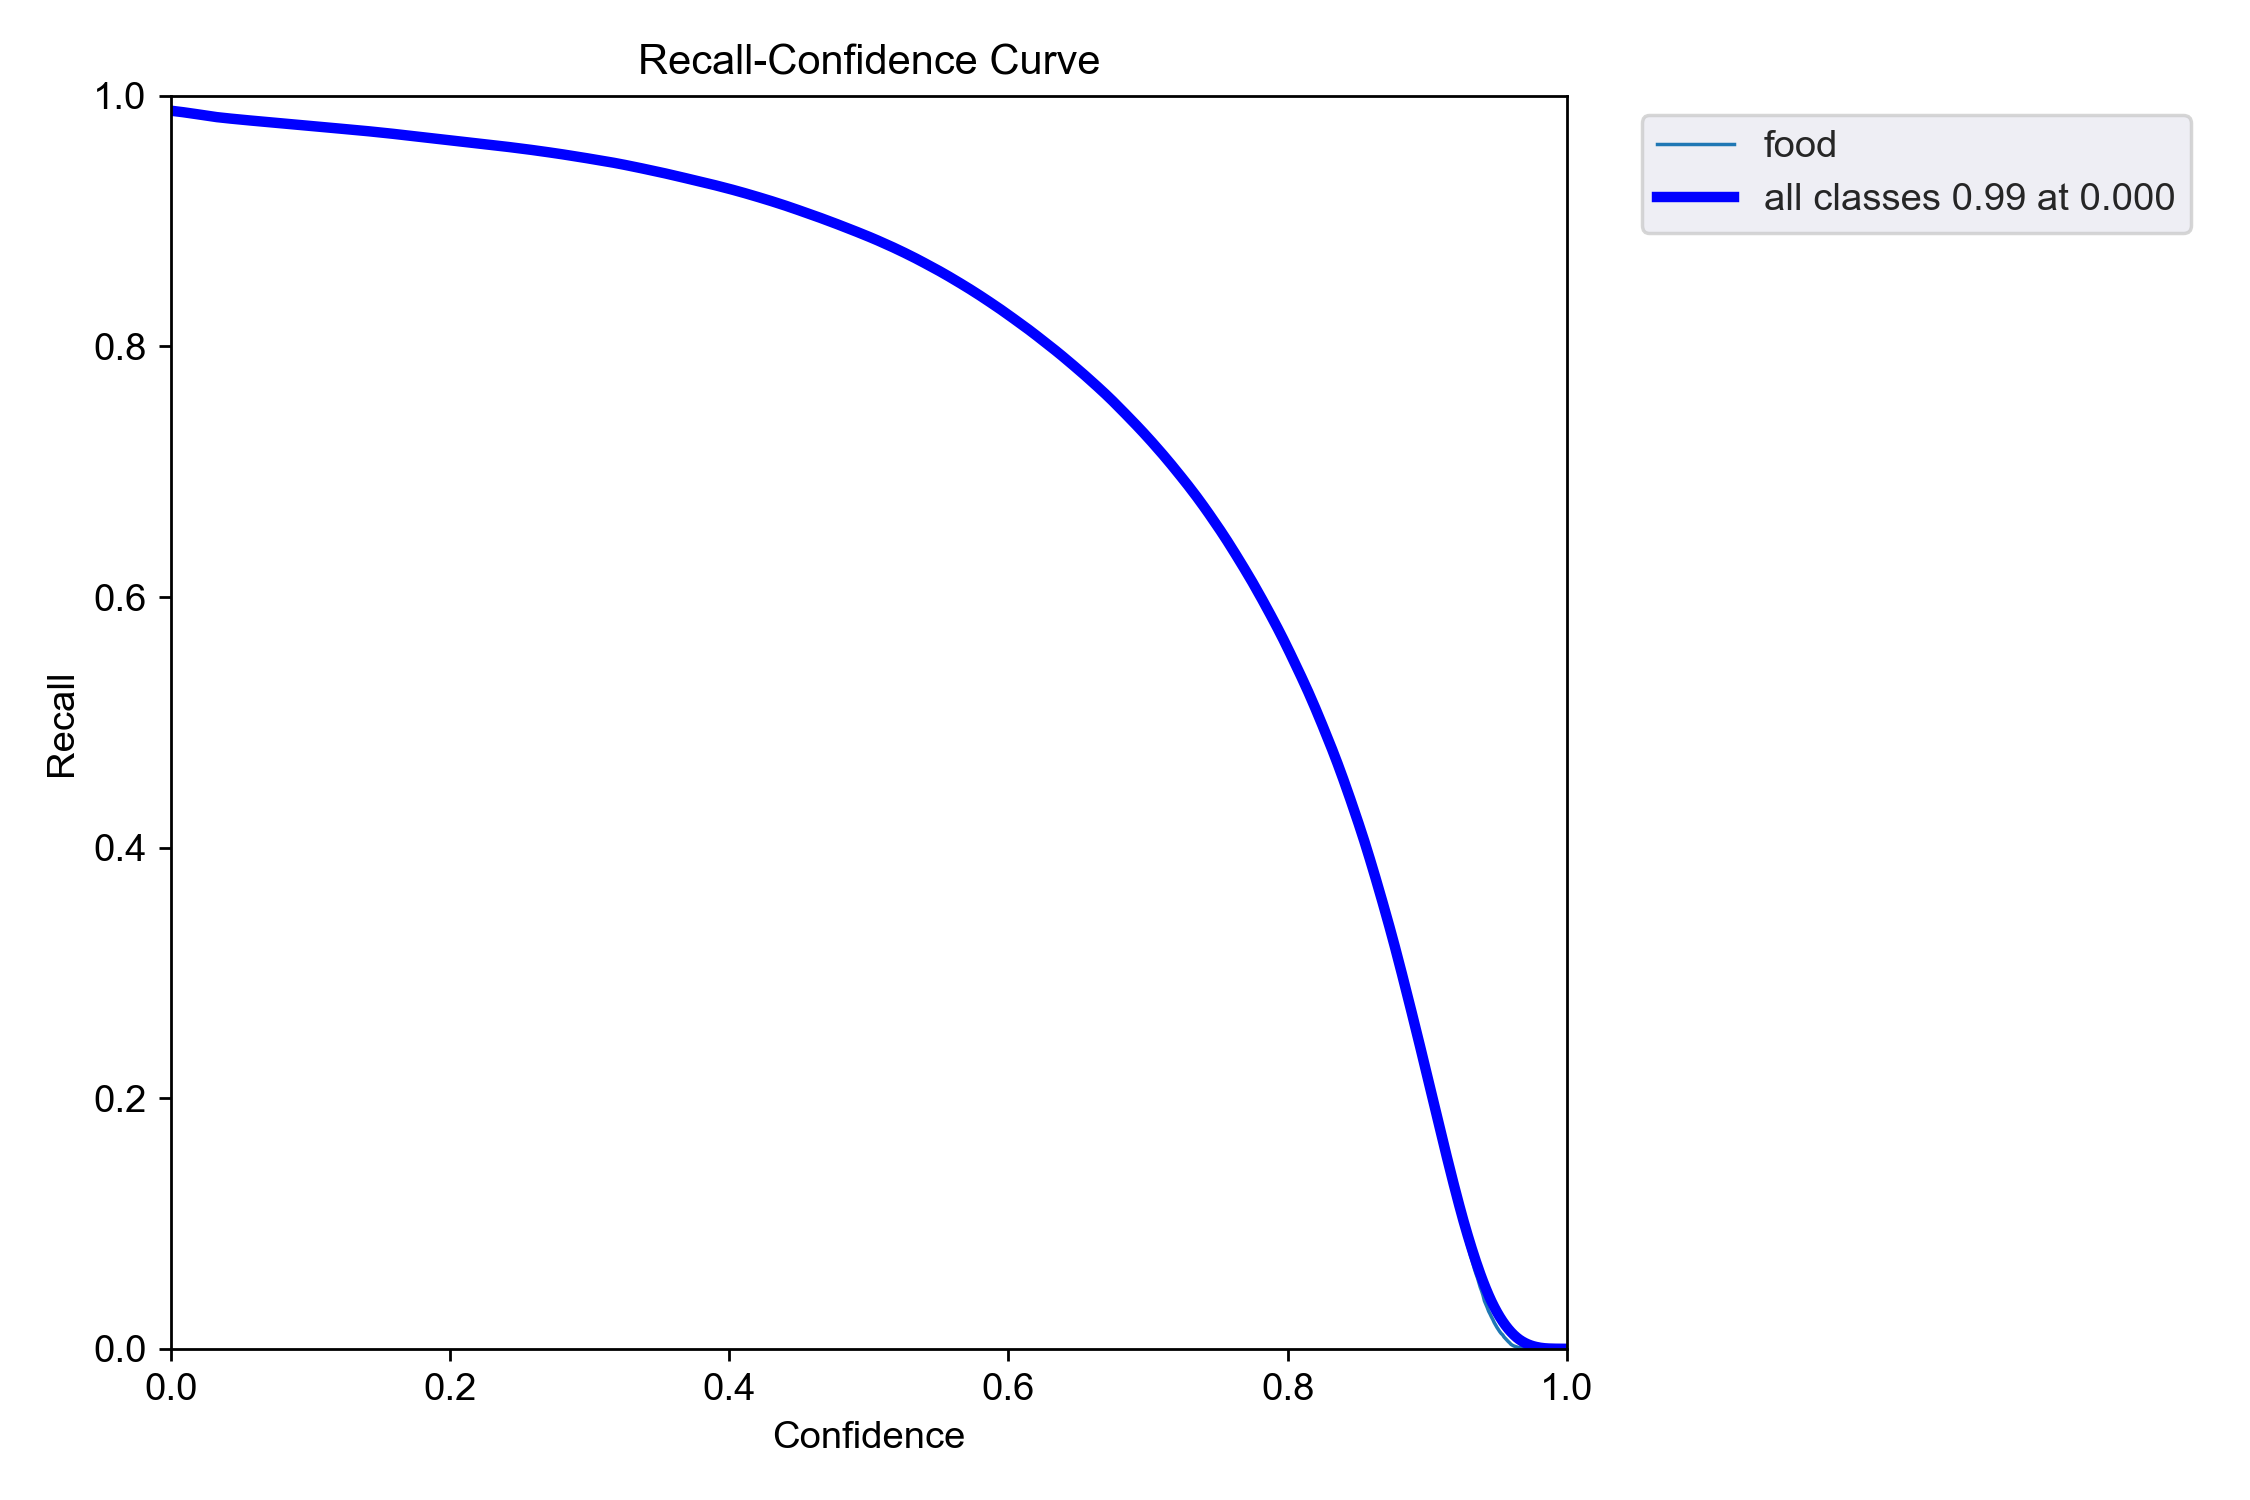 Recall-Confidence Curve
1.0
0.8
0.6
0.4
0.2
0.0
Recall
0.0 0.2 0.4 0.6 0.8 1.0
Confidence
food
all classes 0.99 at 0.000